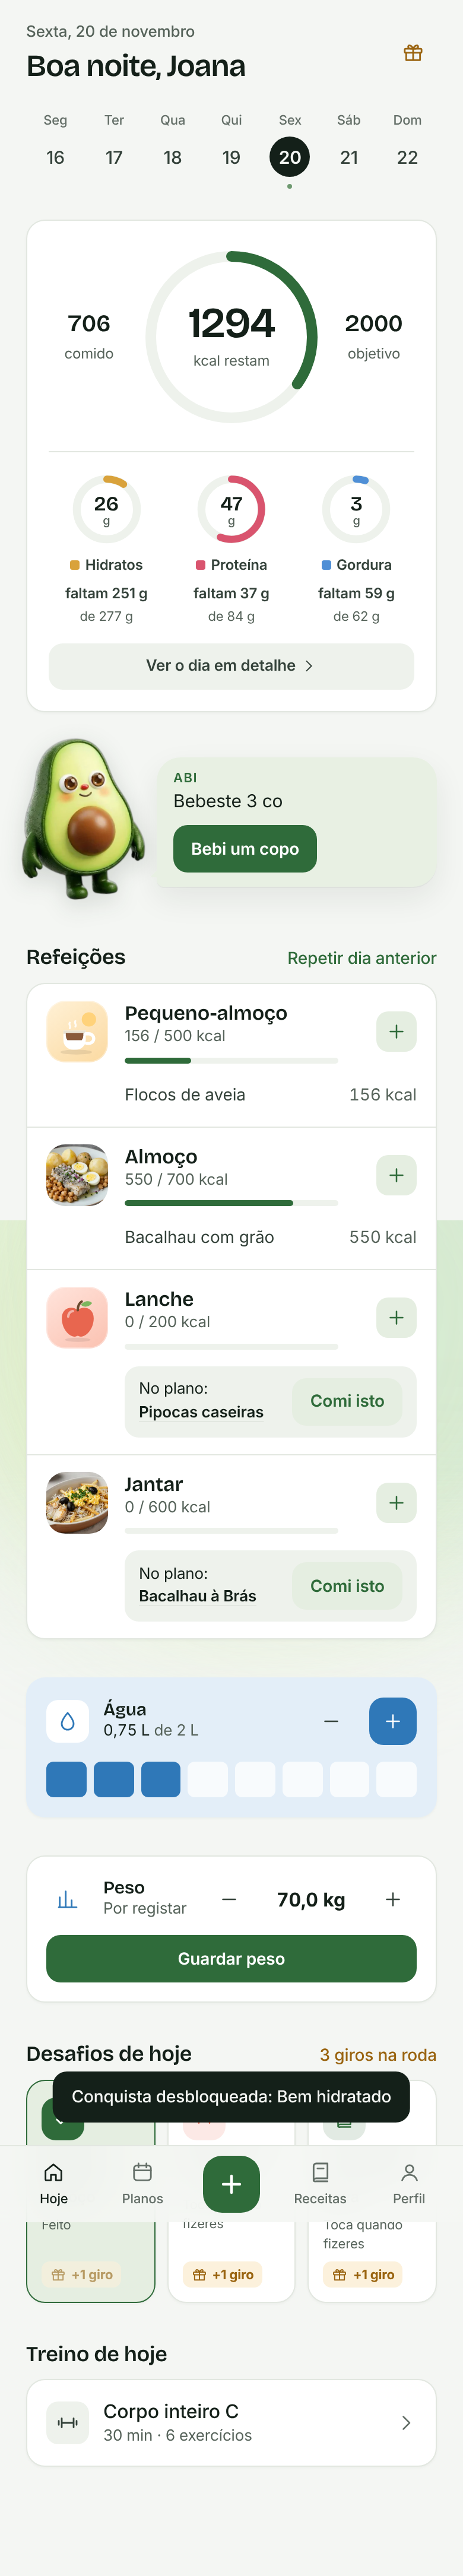 Sexta, 20 de novembro
Boa noite, Joana
Seg Ter Qua Qui Sex Sáb Dom
16 17 18 19 20 21 22
706
comido
1294
kcal restam
2000
objetivo
26
g
47
g
3
g
Hidratos Proteína Gordura
faltam 251 g faltam 37 g faltam 59 g
de 277 g de 84 g de 62 g
Ver o dia em detalhe
ABI
Bebeste 3 co
Bebi um copo
Refeições Repetir dia anterior
Pequeno-almoço
156 / 500 kcal
Flocos de aveia 156 kcal
Almoço
550 / 700 kcal
Bacalhau com grão 550 kcal
Lanche
0 / 200 kcal
No plano:
Pipocas caseiras
Comi isto
Jantar
0 / 600 kcal
No plano:
Bacalhau à Brás
Comi isto
Água
0,75 L de 2 L
Peso
Por registar
70,0 kg
Guardar peso
Desafios de hoje 3 giros na roda
Conquista desbloqueada: Bem hidratado
Hoje Planos Receitas Perfil
Feito
fizeres
Toca quando
fizeres
+1 giro +1 giro +1 giro
Treino de hoje
Corpo inteiro C
30 min · 6 exercícios